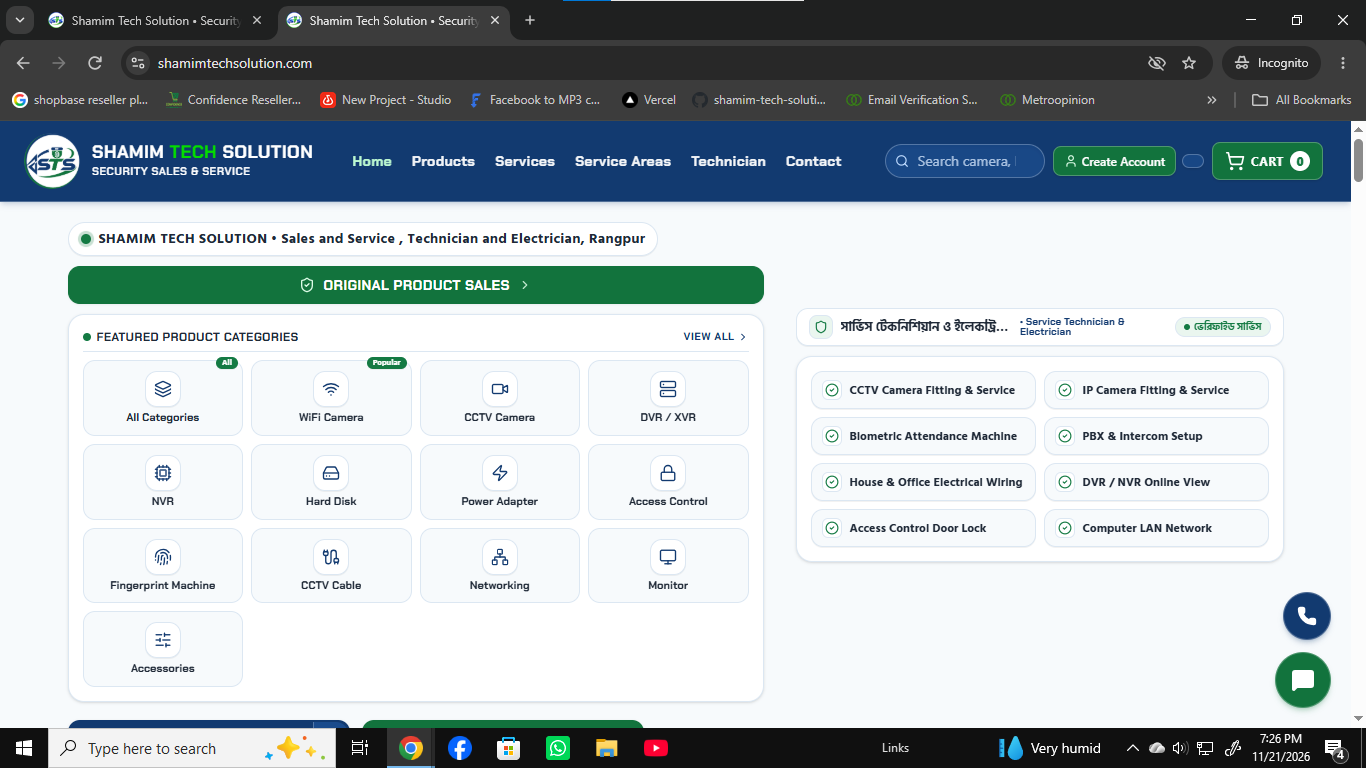 Shamim Tech Solution • Security
Shamim Tech Solution • Security
shamimtechsolution.com
Incognito
shopbase reseller pl...
Confidence Reseller...
New Project - Studio
Facebook to MP3 c...
Vercel
shamim-tech-soluti...
Email Verification S...
Metroopinion
All Bookmarks
STS
SHAMIM TECH SOLUTION
SECURITY SALES & SERVICE
Home
Products
Services
Service Areas
Technician
Contact
Search camera,
Create Account
CART 0
SHAMIM TECH SOLUTION • Sales and Service , Technician and Electrician, Rangpur
ORIGINAL PRODUCT SALES
FEATURED PRODUCT CATEGORIES
VIEW ALL
All
All Categories
Popular
WiFi Camera
CCTV Camera
DVR / XVR
NVR
Hard Disk
Power Adapter
Access Control
Fingerprint Machine
CCTV Cable
Networking
Monitor
Accessories
সার্ভিস টেকনিশিয়ান ও ইলেকট্রি...
• Service Technician &
Electrician
ভেরিফাইড সার্ভিস
CCTV Camera Fitting & Service
IP Camera Fitting & Service
Biometric Attendance Machine
PBX & Intercom Setup
House & Office Electrical Wiring
DVR / NVR Online View
Access Control Door Lock
Computer LAN Network
Type here to search
Links
Very humid
7:26 PM
11/21/2026
4